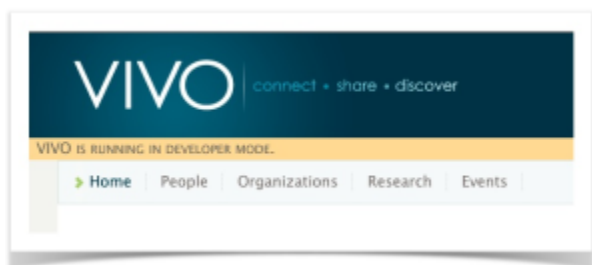 VIVO connect • share • discover
VIVO IS RUNNING IN DEVELOPER MODE.
Home People Organizations Research Events